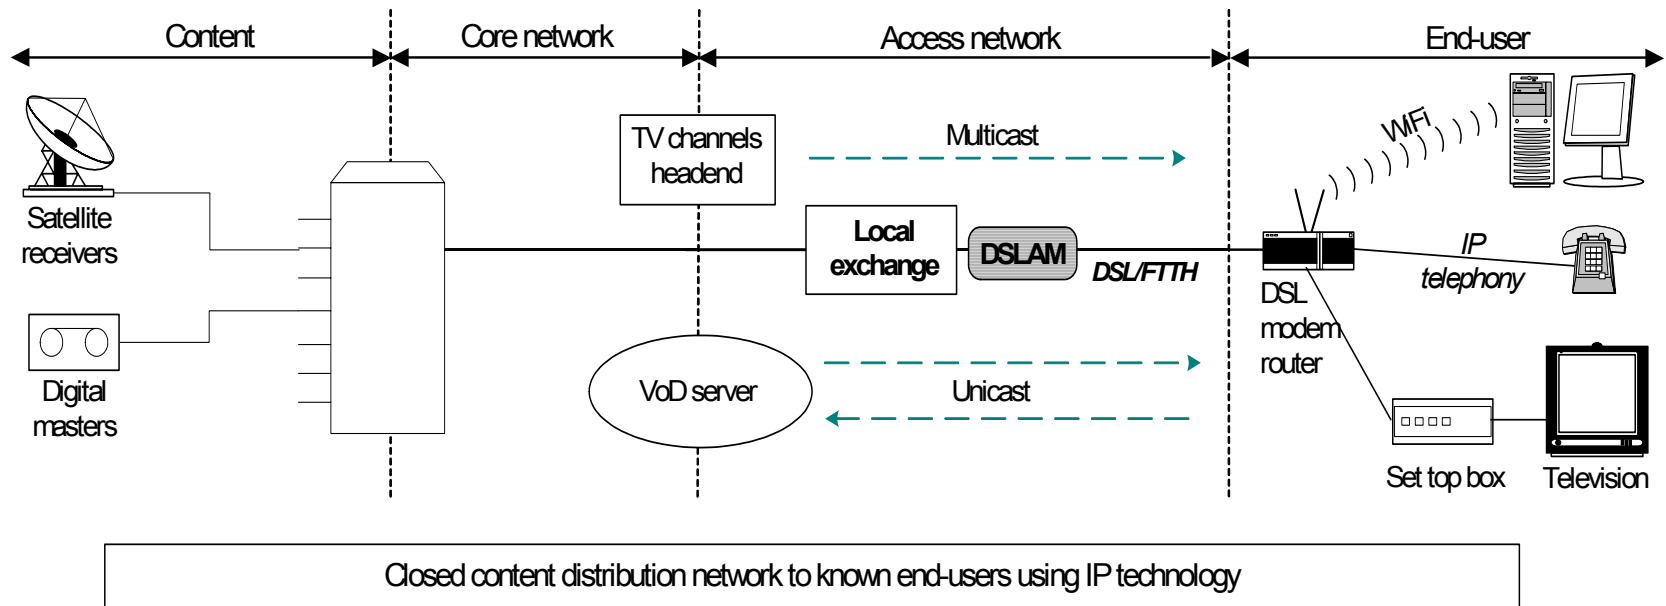 Content
Core network
Access network
End-user
TV channels
headend
Multicast
WiFi
Satellite
receivers
Local
exchange
DSLAM
DSL/FTTH
IP
telephony
DSL
modem
router
Digital
masters
VoD server
Unicast
Set top box
Television
Closed content distribution network to known end-users using IP technology